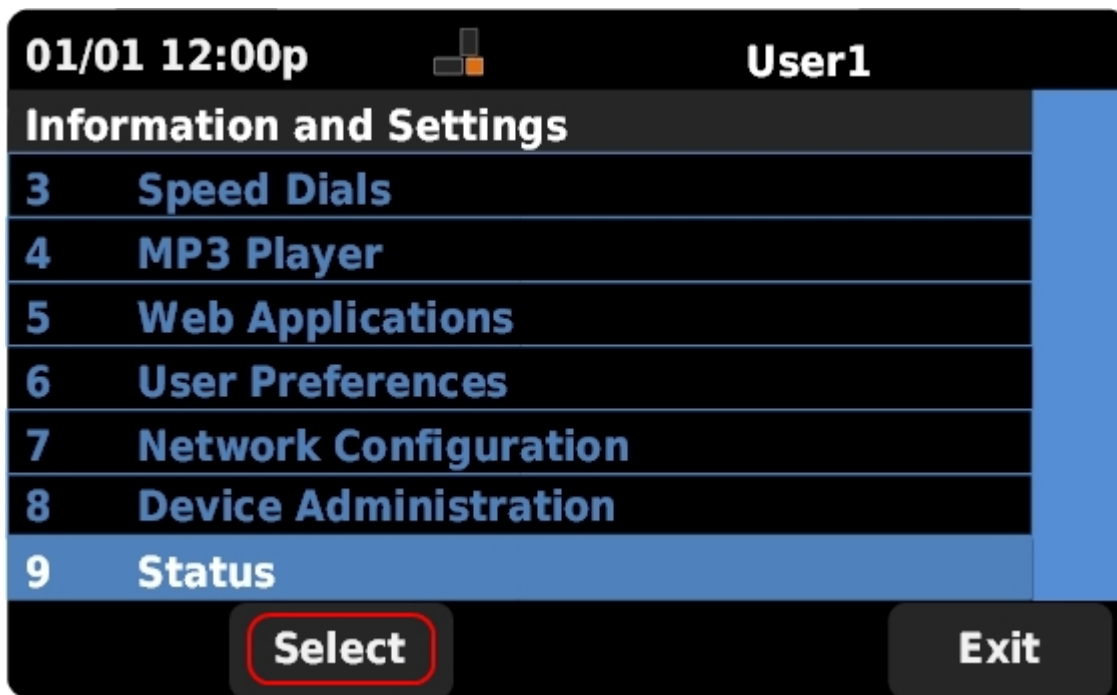 01/01 12:00p User1
Information and Settings
3 Speed Dials
4 MP3 Player
5 Web Applications
6 User Preferences
7 Network Configuration
8 Device Administration
9 Status
Select Exit